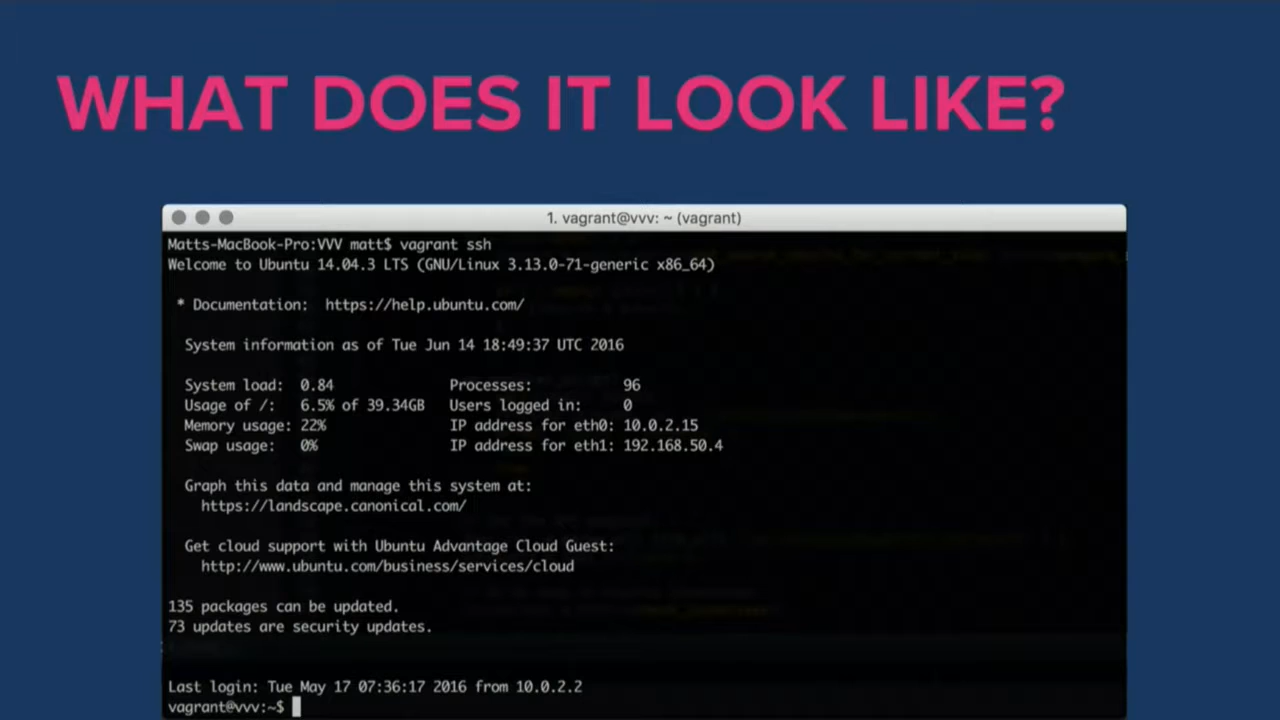 WHAT DOES IT LOOK LIKE?
1. vagrant@vvv: ~ (vagrant)
Matts-MacBook-Pro:VVV matt$ vagrant ssh
Welcome to Ubuntu 14.04.3 LTS (GNU/Linux 3.13.0-71-generic x86_64)
* Documentation:  https://help.ubuntu.com/
System information as of Tue Jun 14 18:49:37 UTC 2016
System load:  0.84              Processes:           96
Usage of /:   6.5% of 39.34GB   Users logged in:     0
Memory usage: 22%               IP address for eth0: 10.0.2.15
Swap usage:   0%                IP address for eth1: 192.168.50.4
Graph this data and manage this system at:
https://landscape.canonical.com/
Get cloud support with Ubuntu Advantage Cloud Guest:
http://www.ubuntu.com/business/services/cloud
135 packages can be updated.
73 updates are security updates.
Last login: Tue May 17 07:36:17 2016 from 10.0.2.2
vagrant@vvv:~$